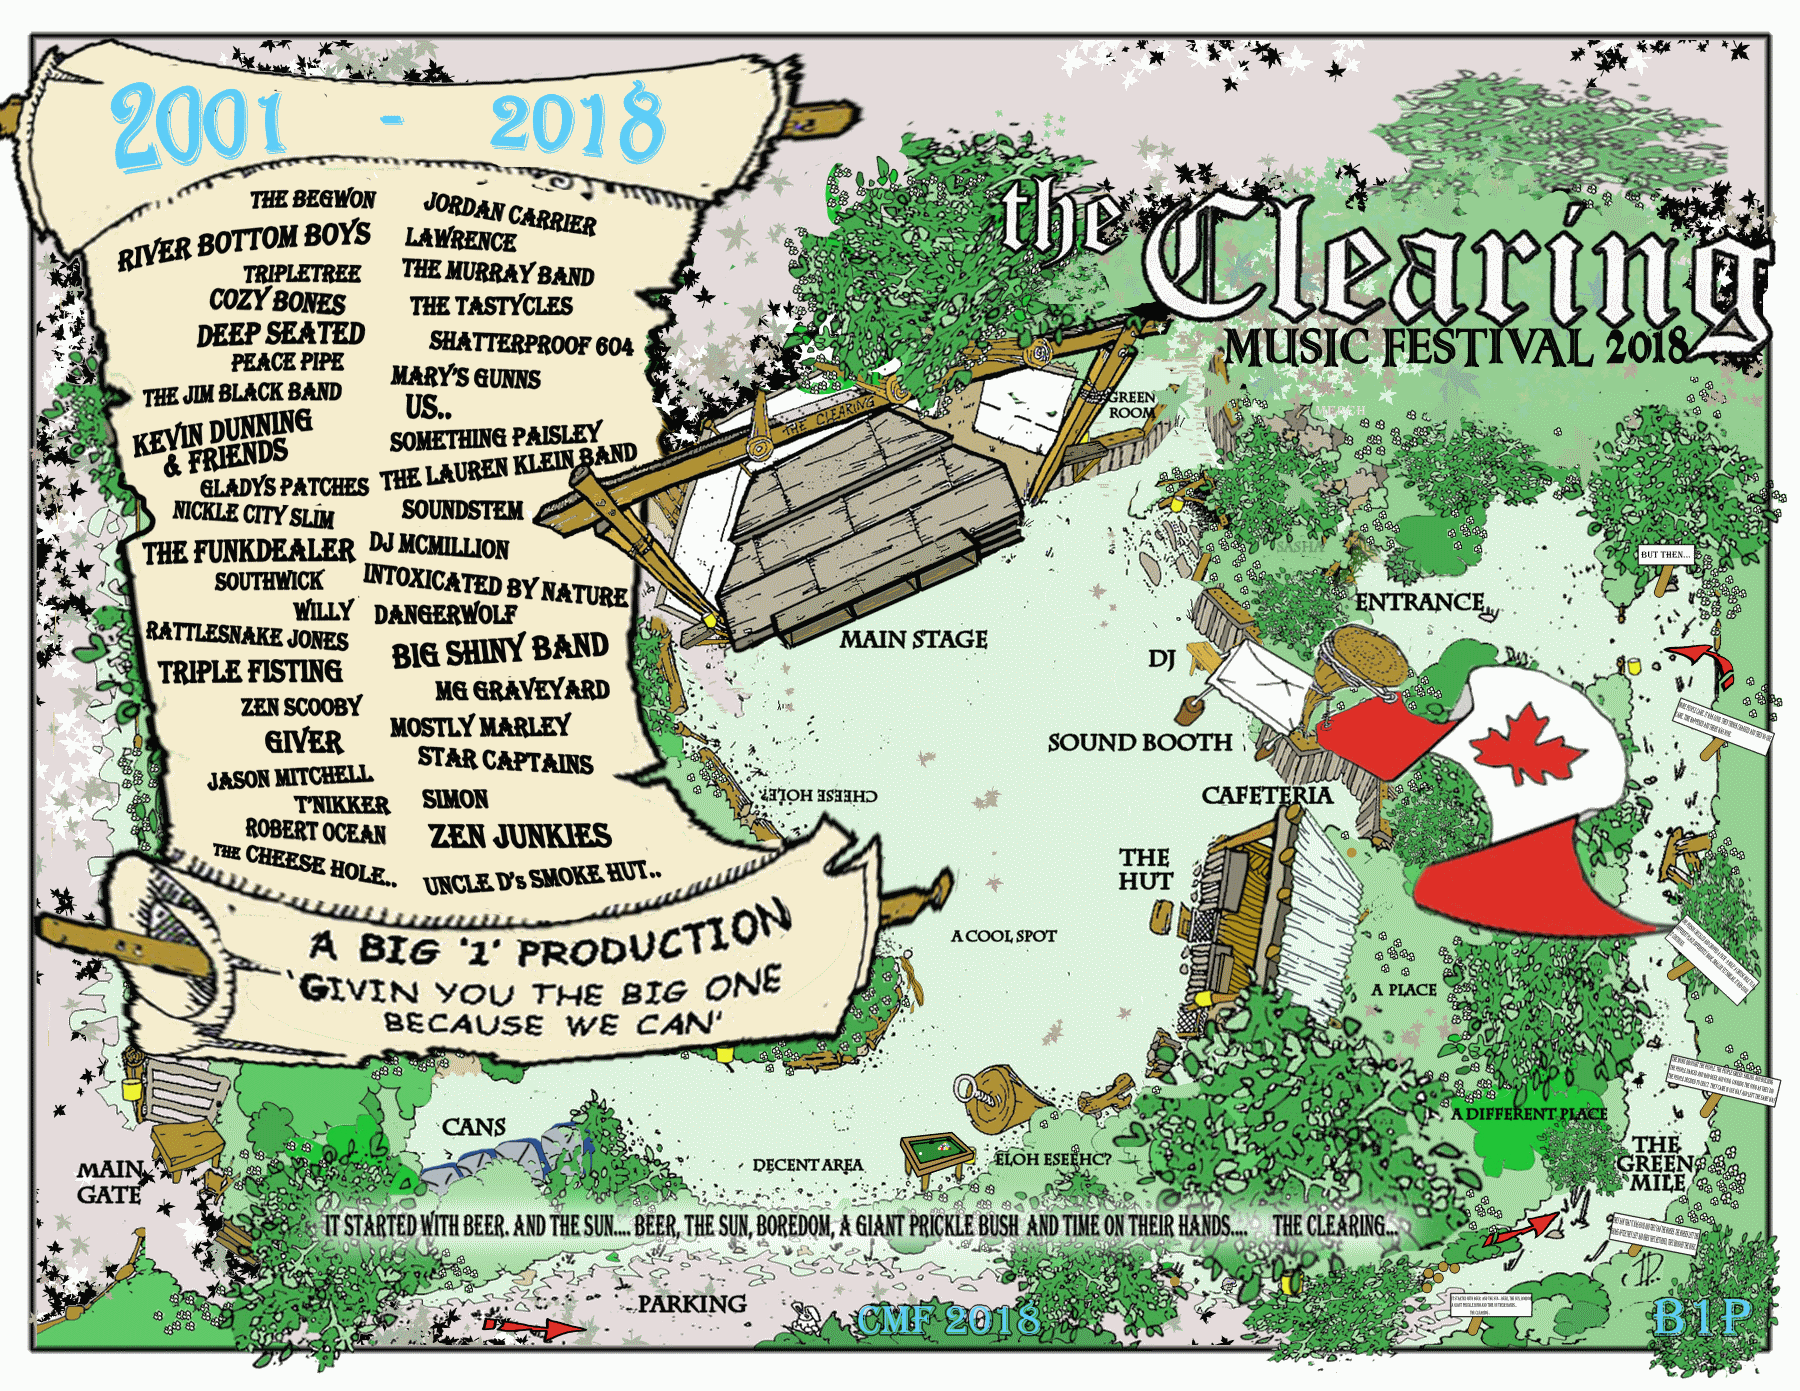 2001 - 2018
THE BEGWON
RIVER BOTTOM BOYS
TRIPLETREE
COZY BONES
DEEP SEATED
PEACE PIPE
THE JIM BLACK BAND
KEVIN DUNNING
& FRIENDS
GLADYS PATCHES
NICKLE CITY SLIM
THE FUNKDEALER
SOUTHWICK
WILLY
RATTLESNAKE JONES
TRIPLE FISTING
ZEN SCOOBY
GIVER
JASON MITCHELL
T'NIKKER
ROBERT OCEAN
THE CHEESE HOLE..
JORDAN CARRIER
LAWRENCE
THE MURRAY BAND
THE TASTYCLES
SHATTERPROOF 604
MARY'S GUNNS
US..
SOMETHING PAISLEY
THE LAUREN KLEIN BAND
SOUNDSTEM
DJ MCMILLION
INTOXICATED BY NATURE
DANGERWOLF
BIG SHINY BAND
MG GRAVEYARD
MOSTLY MARLEY
STAR CAPTAINS
SIMON
ZEN JUNKIES
UNCLE D's SMOKE HUT..
A BIG '1' PRODUCTION
'GIVIN YOU THE BIG ONE
BECAUSE WE CAN'
the Clearing
MUSIC FESTIVAL 2018
THE CLEARING
GREEN
ROOM
MERCH
SASHA
BUT THEN...
ENTRANCE
MAIN STAGE
DJ
SOUND BOOTH
CAFETERIA
CHEESE HOLE?
THE
HUT
A COOL SPOT
A PLACE
A DIFFERENT PLACE
THE
GREEN
MILE
CANS
DECENT AREA
ELOH ESEEHC?
MAIN
GATE
IT STARTED WITH BEER. AND THE SUN.... BEER, THE SUN, BOREDOM, A GIANT PRICKLE BUSH AND TIME ON THEIR HANDS.... THE CLEARING...
PARKING
CMF 2018
B1P